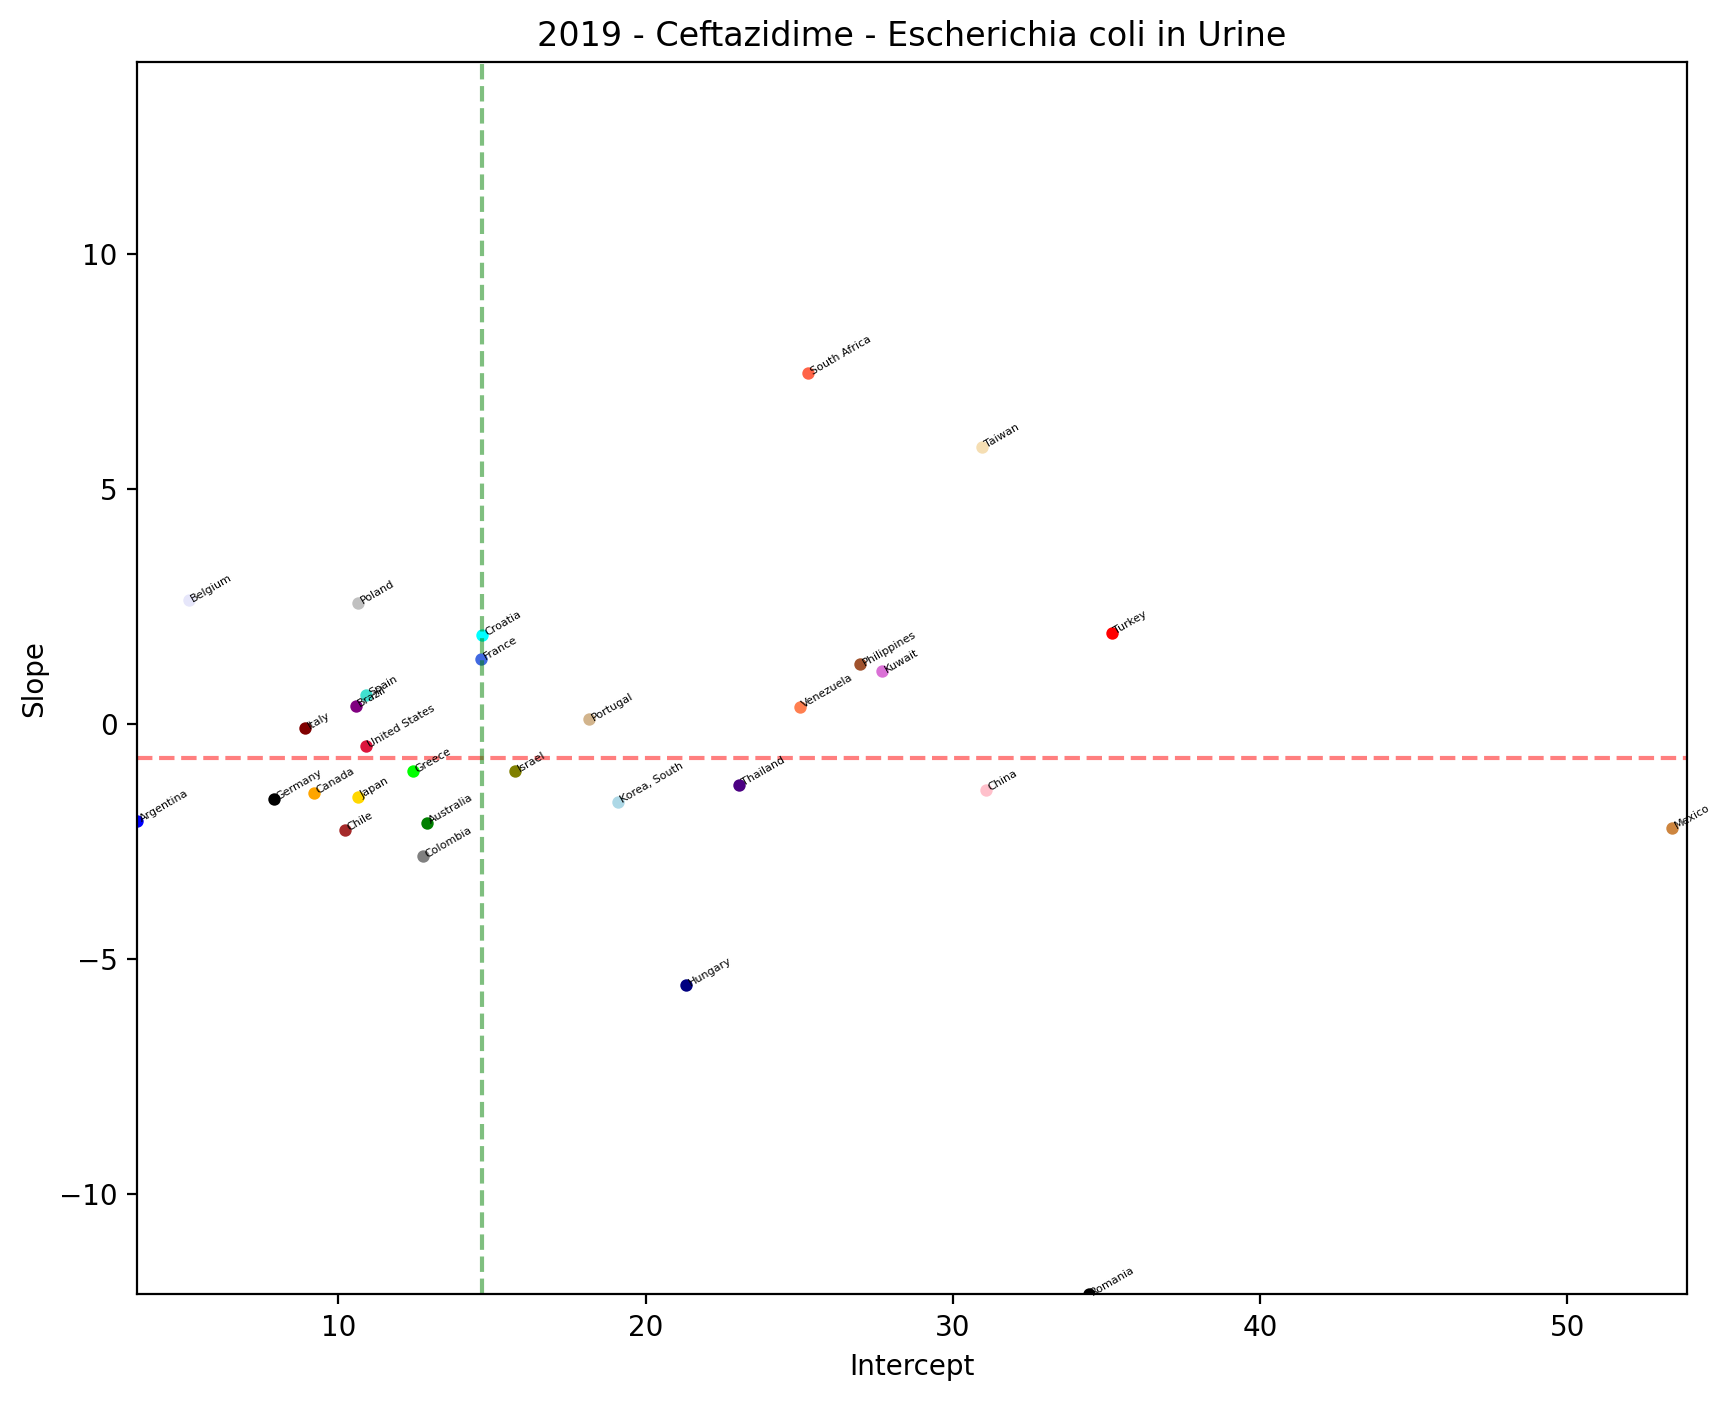 2019 - Ceftazidime - Escherichia coli in Urine
10
South Africa
Taiwan
5
Belgium
Poland
Croatia
Turkey
France
Philippines
Kuwait
Spain
Brazil
Venezuela
Slope
Portugal
0
Italy
United States
Greece
Israel
Thailand
Germany
Canada
Japan
Korea, South
China
Argentina
Chile
Australia
Mexico
Colombia
−5
Hungary
−10
Romania
10
20
30
40
50
Intercept